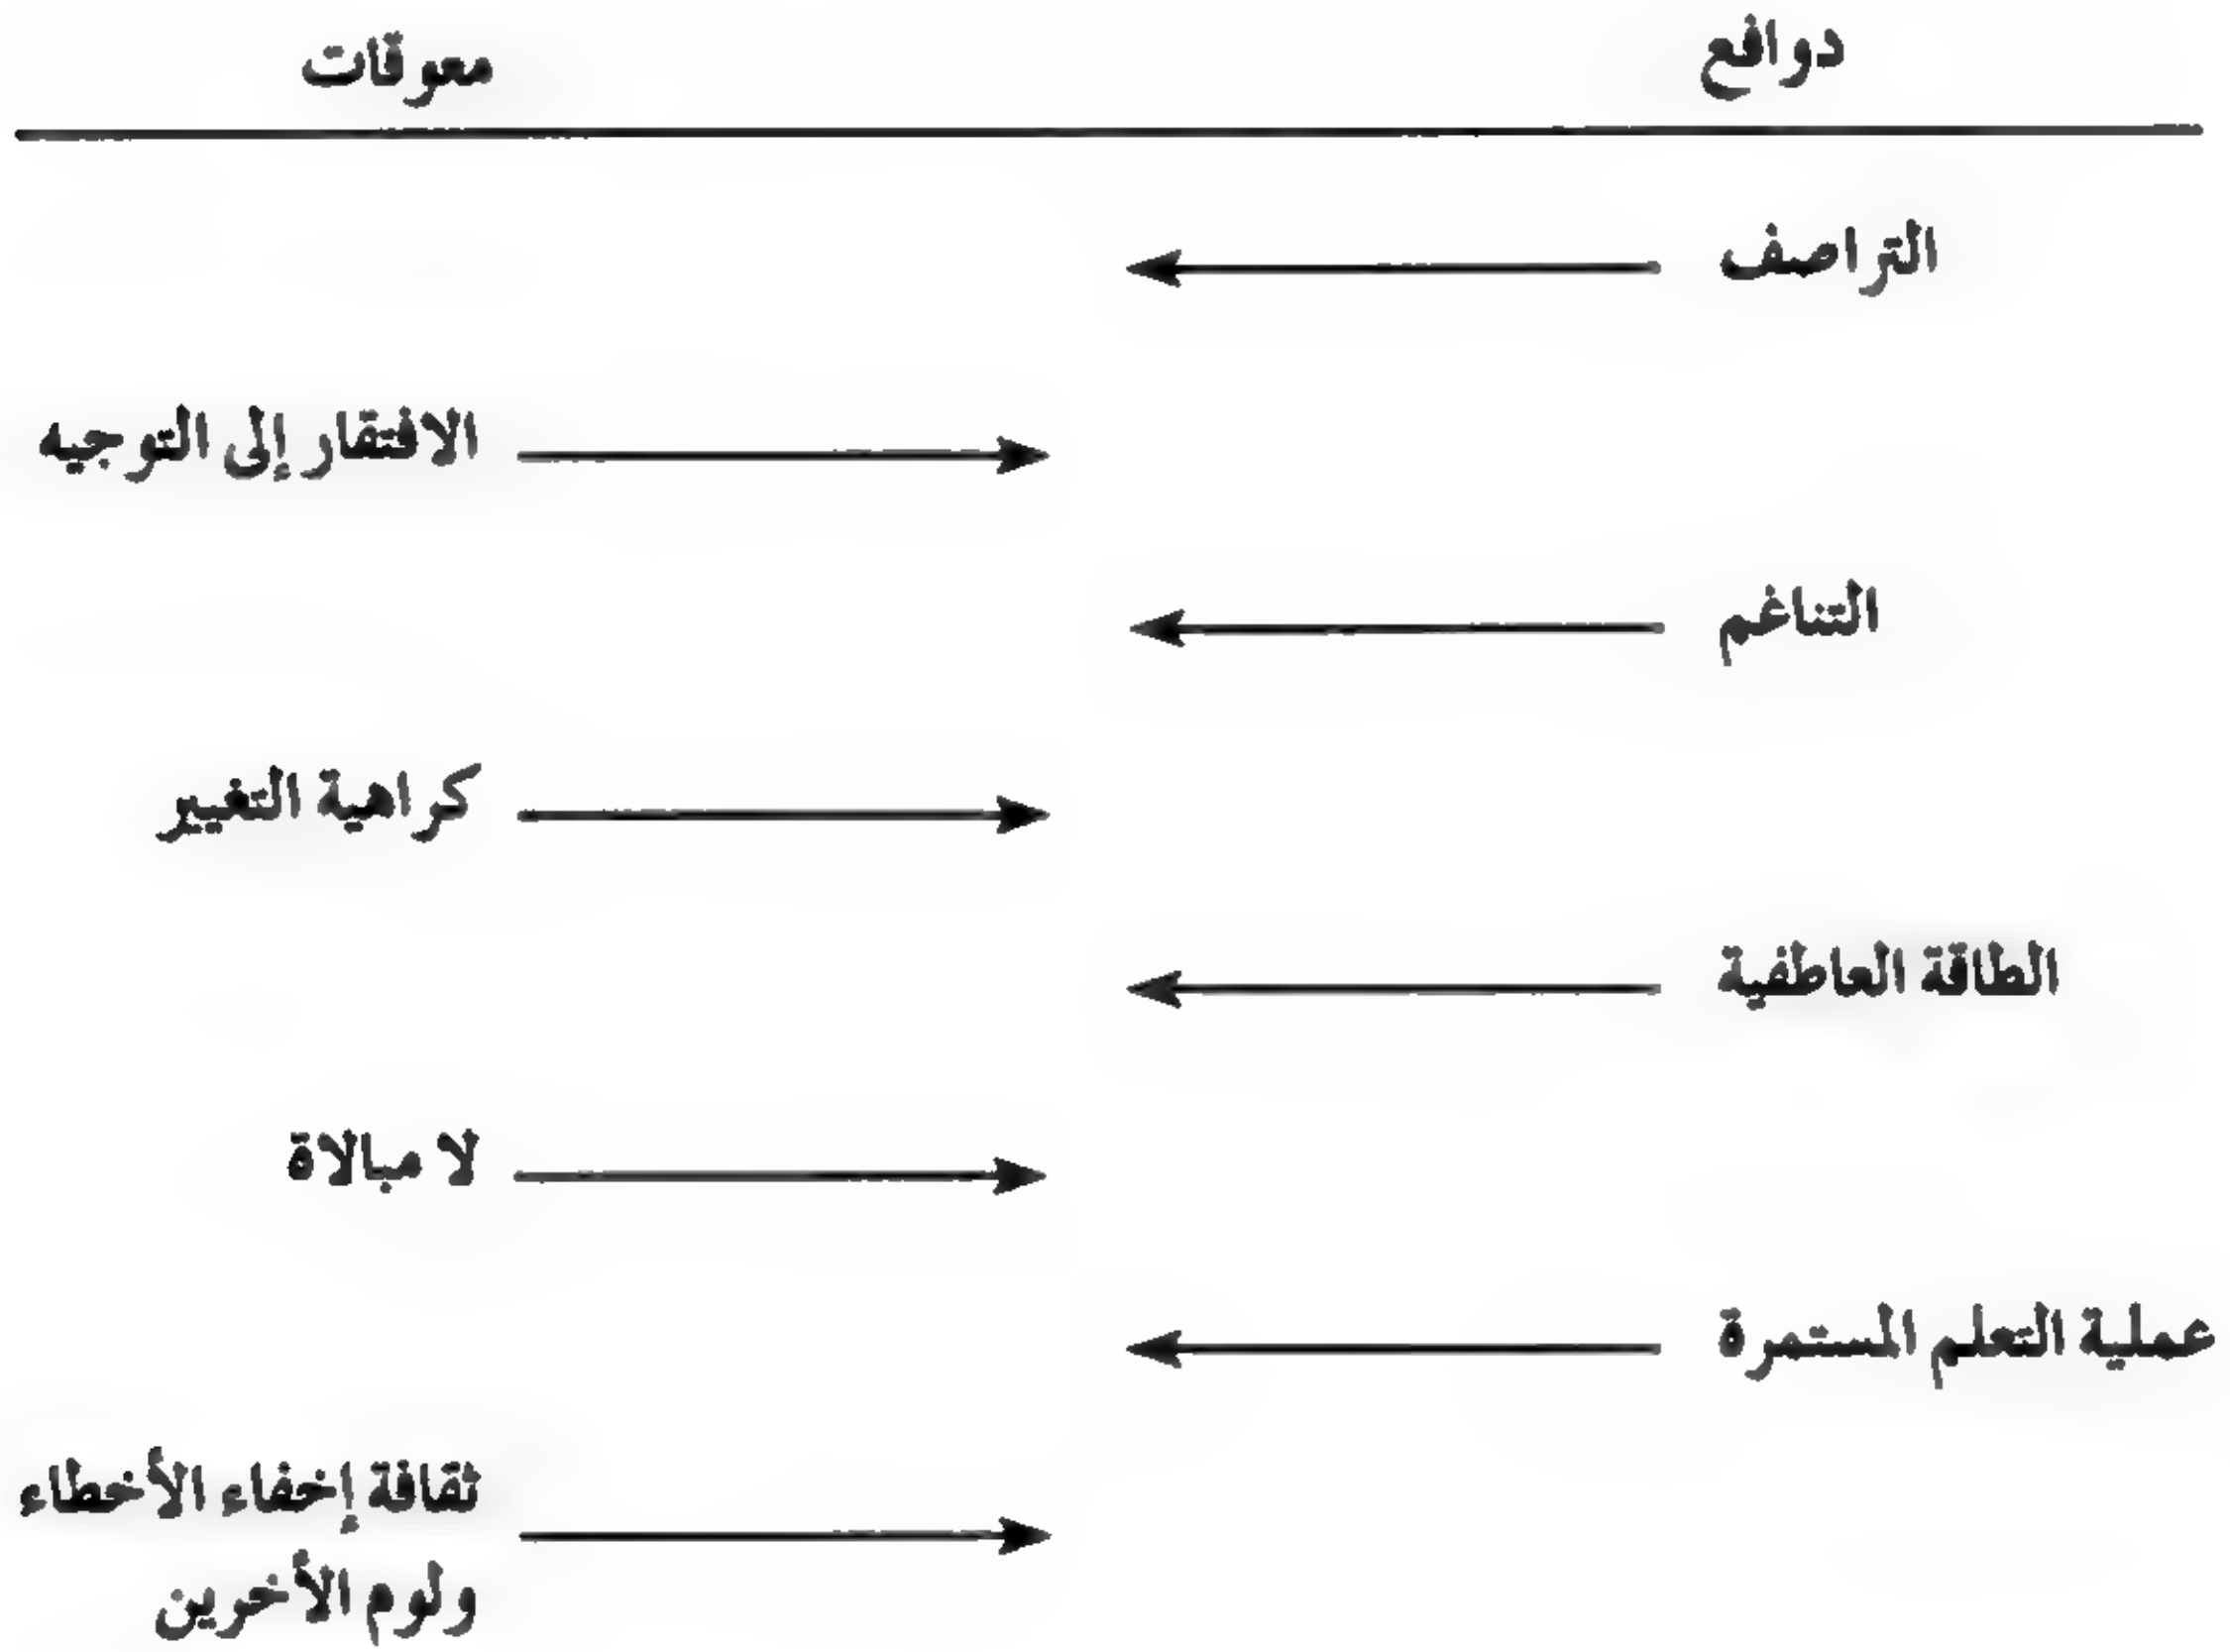 دوافع
معوقات
التراصف
الافتقار إلى التوجيه
التناغم
كراهية التغيير
الطاقة العاطفية
لا مبالاة
عملية التعلم المستمرة
ثقافة إخفاء الأخطاء
ولوم الأخرين